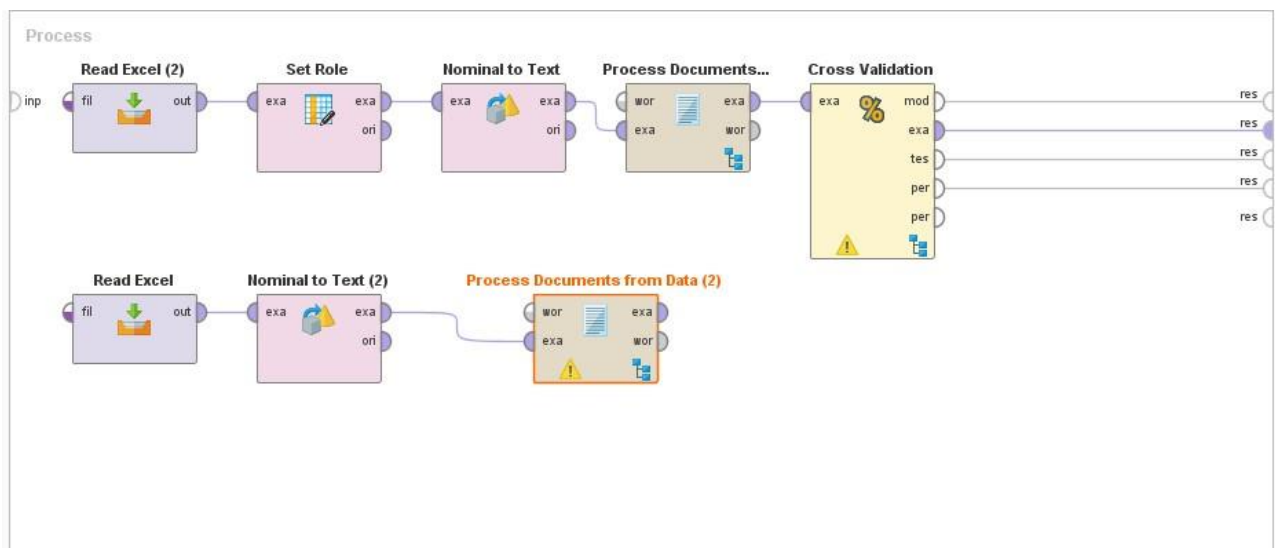 Process
Read Excel (2)
Set Role
Nominal to Text
Process Documents...
Cross Validation
inp
fil
out
exa
exa
ori
exa
exa
ori
wor
exa
exa
wor
exa
mod
exa
tes
per
per
res
res
res
res
res
Read Excel
Nominal to Text (2)
Process Documents from Data (2)
fil
out
exa
exa
ori
wor
exa
exa
wor